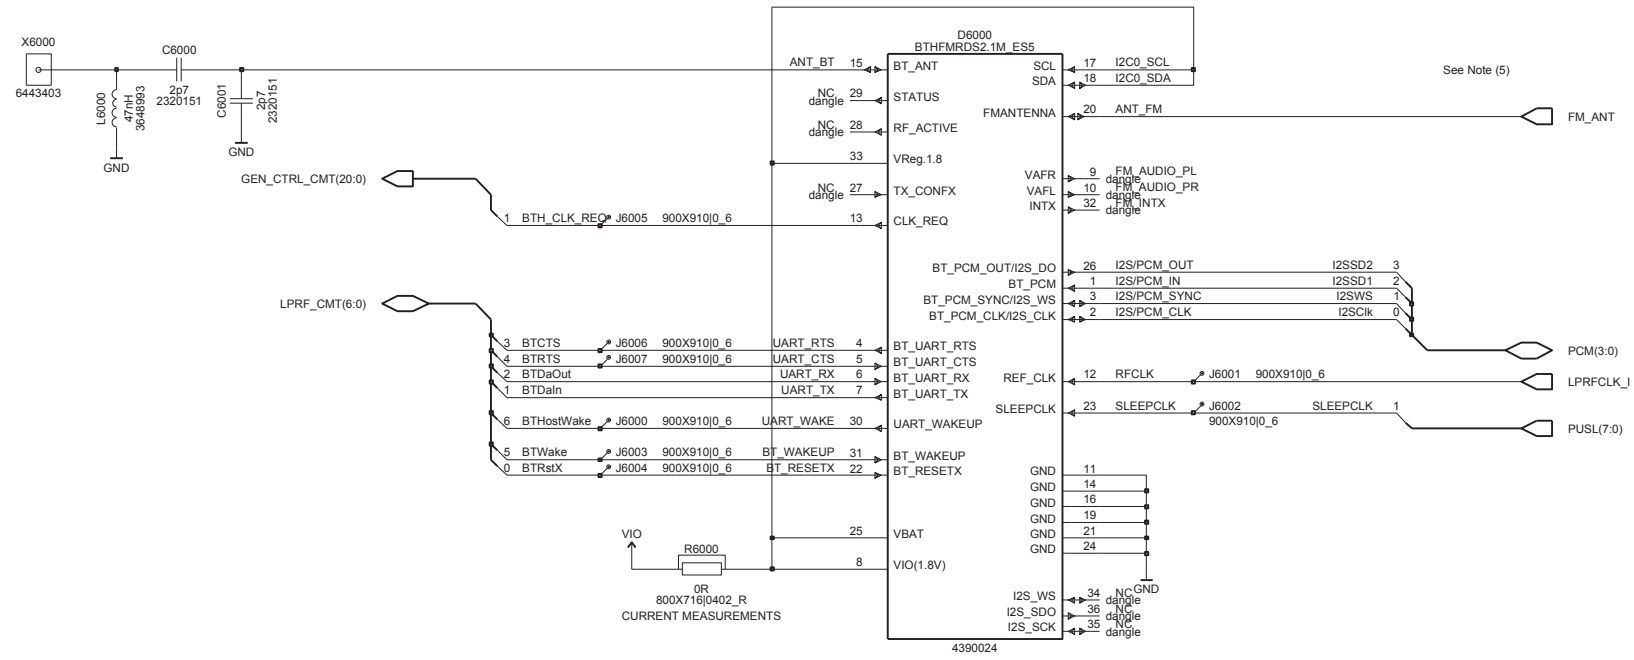 X6000
6443403
L6000
47nH
3648993
GND
C6000
2p7
2320151
C6001
2p7
2320151
GND
GEN_CTRL_CMT(20:0)
1 BTH_CLK_REQ J6005 900X910|0_6 13 CLK_REQ
LPRF_CMT(6:0)
3 BTCTS J6006 900X910|0_6 UART_RTS 4 BT_UART_RTS
4 BTRTS J6007 900X910|0_6 UART_CTS 5 BT_UART_CTS
2 BTDaOut UART_RX 6 BT_UART_RX
1 BTDaIn UART_TX 7 BT_UART_TX
6 BTHostWake J6000 900X910|0_6 UART_WAKE 30 UART_WAKEUP
5 BTWake J6003 900X910|0_6 BT_WAKEUP 31 BT_WAKEUP
0 BTRstX J6004 900X910|0_6 BT_RESETX 22 BT_RESETX
VIO
R6000
0R
800X716|0402_R
CURRENT MEASUREMENTS
D6000
BTHFMRDS2.1M_ES5
ANT_BT 15 BT_ANT
NC
dangle 29 STATUS
NC
dangle 28 RF_ACTIVE
33 VReg.1.8
NC
dangle 27 TX_CONFX
25 VBAT
8 VIO(1.8V)
SCL 17 I2C0_SCL
SDA 18 I2C0_SDA
See Note (5)
FMANTENNA 20 ANT_FM FM_ANT
VAFR 9 FM_AUDIO_PL
dangle
VAFL 10 FM_AUDIO_PR
dangle
INTX 32 FM_INTX
dangle
BT_PCM_OUT/I2S_DO 26 I2S/PCM_OUT I2SSD2 3
BT_PCM 1 I2S/PCM_IN I2SSD1 2
BT_PCM_SYNC/I2S_WS 3 I2S/PCM_SYNC I2SWS 1
BT_PCM_CLK/I2S_CLK 2 I2S/PCM_CLK I2SClk 0
PCM(3:0)
REF_CLK 12 RFCLK J6001 900X910|0_6 LPRFCLK_I
SLEEPCLK 23 SLEEPCLK J6002 SLEEPCLK 1
900X910|0_6
PUSL(7:0)
GND 11
GND 14
GND 16
GND 19
GND 21
GND 24
GND
I2S_WS 34 NC
dangle
I2S_SDO 36 NC
dangle
I2S_SCK 35 NC
dangle
4390024